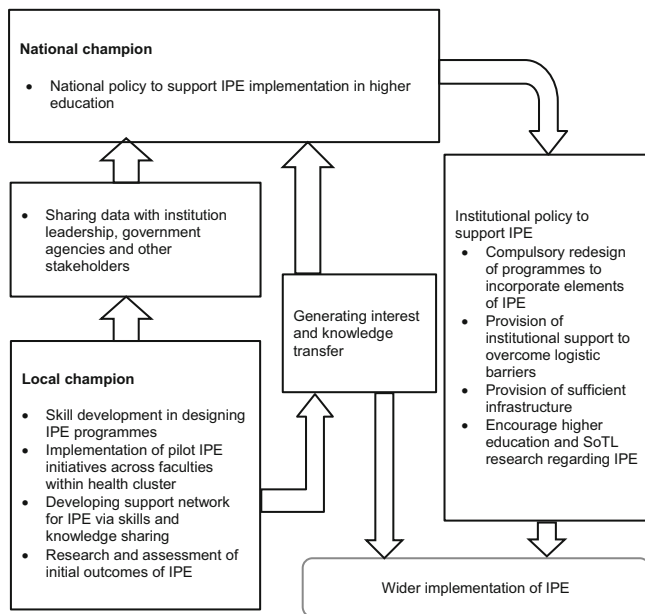 National champion
• National policy to support IPE implementation in higher
education
• Sharing data with institution
leadership, government
agencies and other
stakeholders
Local champion
• Skill development in designing
IPE programmes
• Implementation of pilot IPE
initiatives across faculties
within health cluster
• Developing support network
for IPE via skills and
knowledge sharing
• Research and assessment of
initial outcomes of IPE
Generating interest
and knowledge
transfer
Institutional policy to
support IPE
• Compulsory redesign
of programmes to
incorporate elements
of IPE
• Provision of
institutional support to
overcome logistic
barriers
• Provision of sufficient
infrastructure
• Encourage higher
education and SoTL
research regarding IPE
Wider implementation of IPE